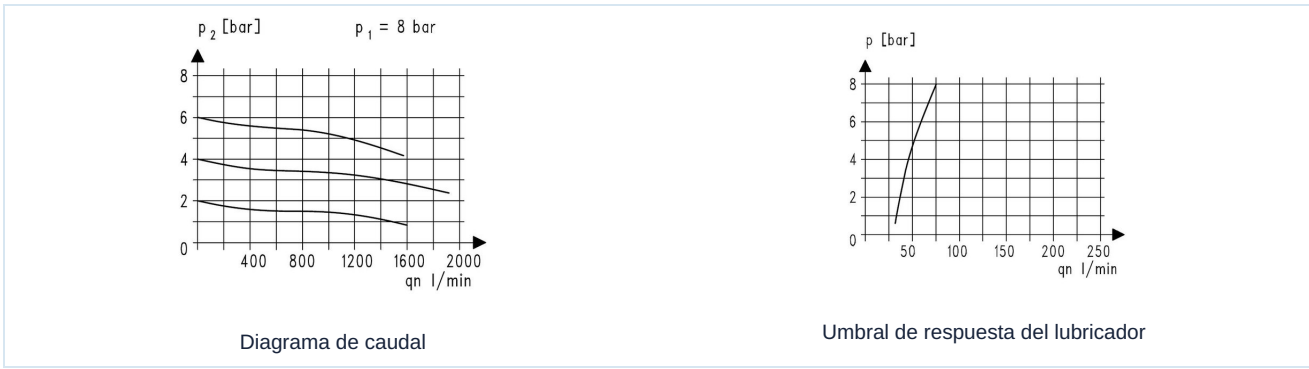 p 2 [bar]
p 1 = 8 bar
8
6
4
2
0
400 800 1200 1600 2000
qn l/min
Diagrama de caudal
p [bar]
8
6
4
2
0
50 100 150 200 250
qn l/min
Umbral de respuesta del lubricador